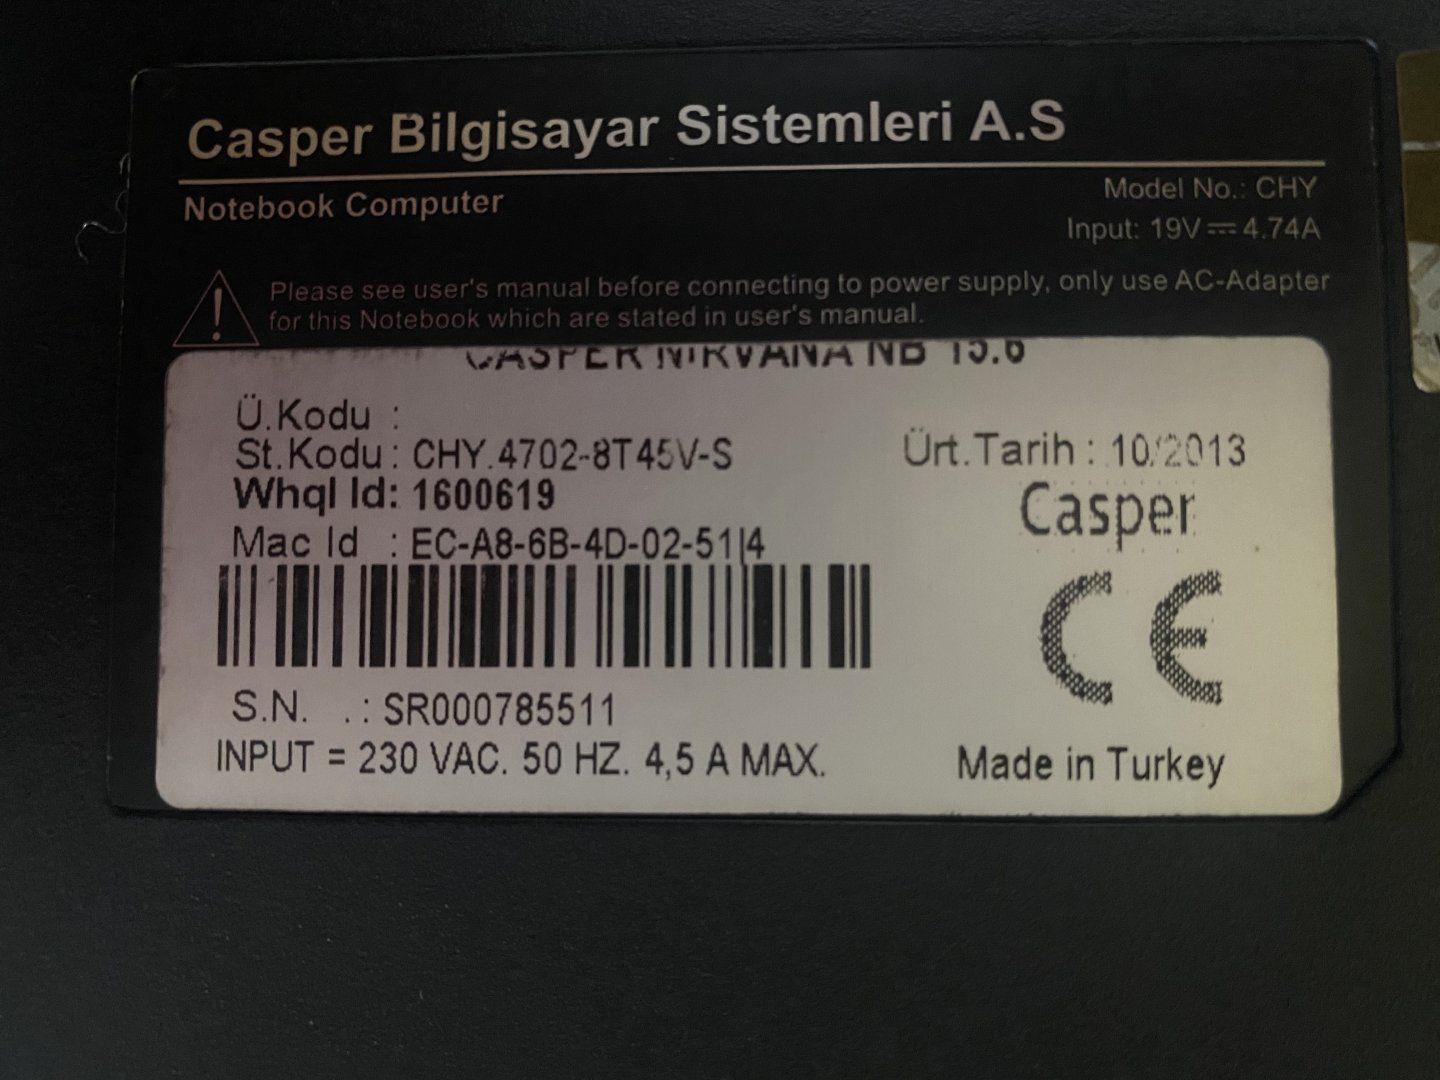 Casper Bilgisayar Sistemleri A.S
Notebook Computer
Model No.: CHY
Input: 19V⎓4.74A
Please see user's manual before connecting to power supply, only use AC-Adapter
for this Notebook which are stated in user's manual.
CASPER NIRVANA NB 15.6
Ü.Kodu :
St.Kodu : CHY.4702-8T45V-S
Ürt.Tarih : 10/2013
Whql Id: 1600619
Casper
Mac Id : EC-A8-6B-4D-02-51|4
CE
S.N. .: SR000785511
INPUT = 230 VAC. 50 HZ. 4,5 A MAX.
Made in Turkey